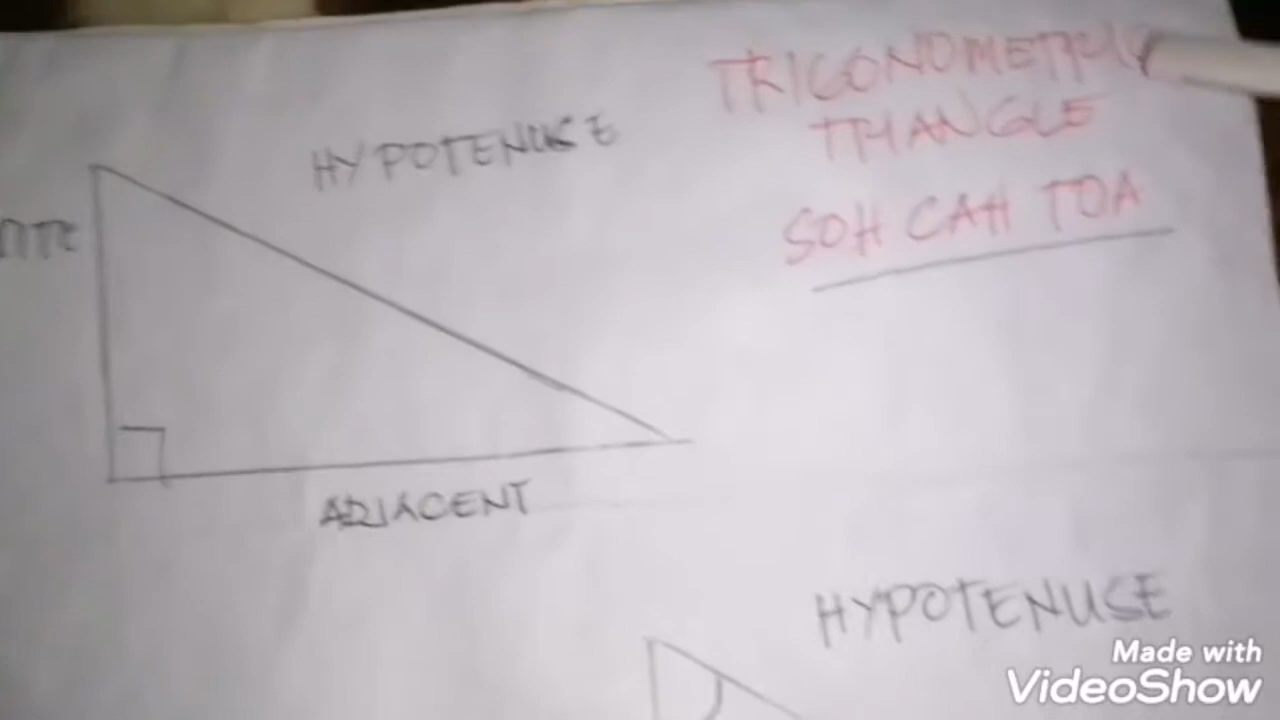 TRIGONOMETRY
TRIANGLE
HYPOTENUSE
SOH CAH TOA
ADJACENT
HYPOTENUSE
Made with
VideoShow